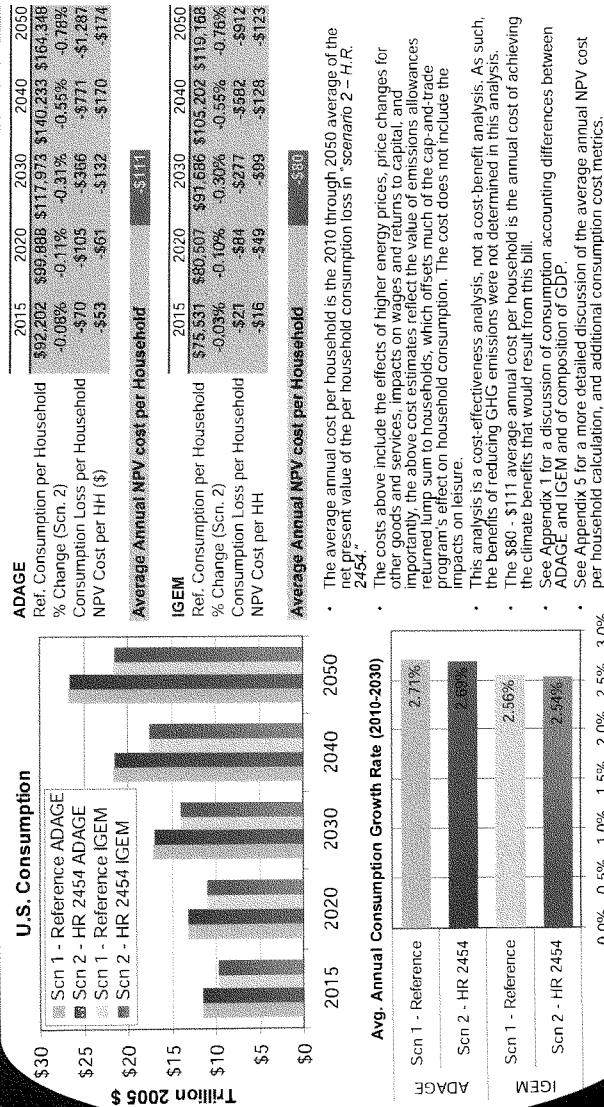 U.S. Consumption
Trillion 2005 $
$30
$25
$20
$15
$10
$5
$0
Scn 1 - Reference ADAGE
Scn 2 - HR 2454 ADAGE
Scn 1 - Reference IGEM
Scn 2 - HR 2454 IGEM
2015 2020 2030 2040 2050
Avg. Annual Consumption Growth Rate (2010-2030)
ADAGE
Scn 1 - Reference 2.71%
Scn 2 - HR 2454 2.69%
IGEM
Scn 1 - Reference 2.56%
Scn 2 - HR 2454 2.54%
0.0% 0.5% 1.0% 1.5% 2.0% 2.5% 3.0%
ADAGE
2015 2020 2030 2040 2050
Ref. Consumption per Household $92,202 $99,888 $117,973 $140,233 $164,348
% Change (Scn. 2) -0.08% -0.11% -0.31% -0.55% -0.78%
Consumption Loss per Household -$70 -$105 -$366 -$771 -$1,287
NPV Cost per HH ($) -$53 -$61 -$132 -$170 -$174
Average Annual NPV cost per Household -$111
IGEM
2015 2020 2030 2040 2050
Ref. Consumption per Household $75,531 $80,507 $91,686 $105,202 $119,168
% Change (Scn. 2) -0.03% -0.10% -0.30% -0.55% -0.76%
Consumption Loss per Household -$21 -$84 -$277 -$582 -$912
NPV Cost per HH -$16 -$49 -$99 -$128 -$123
Average Annual NPV cost per Household -$80
• The average annual cost per household is the 2010 through 2050 average of the
net present value of the per household consumption loss in "scenario 2 – H.R.
2454."
• The costs above include the effects of higher energy prices, price changes for
other goods and services, impacts on wages and returns to capital, and
importantly, the above cost estimates reflect the value of emissions allowances
returned lump sum to households, which offsets much of the cap-and-trade
program's effect on household consumption. The cost does not include the
impacts on leisure.
• This analysis is a cost-effectiveness analysis, not a cost-benefit analysis. As such,
the benefits of reducing GHG emissions were not determined in this analysis.
• The $80 - $111 average annual cost per household is the annual cost of achieving
the climate benefits that would result from this bill.
• See Appendix 1 for a discussion of consumption accounting differences between
ADAGE and IGEM and of composition of GDP.
• See Appendix 5 for a more detailed discussion of the average annual NPV cost
per household calculation, and additional consumption cost metrics.